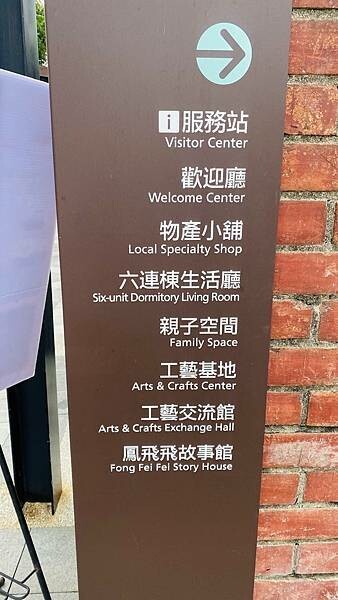 i 服務站
Visitor Center
歡迎廳
Welcome Center
物產小舖
Local Specialty Shop
六連棟生活廳
Six-unit Dormitory Living Room
親子空間
Family Space
工藝基地
Arts & Crafts Center
工藝交流館
Arts & Crafts Exchange Hall
鳳飛飛故事館
Fong Fei Fei Story House